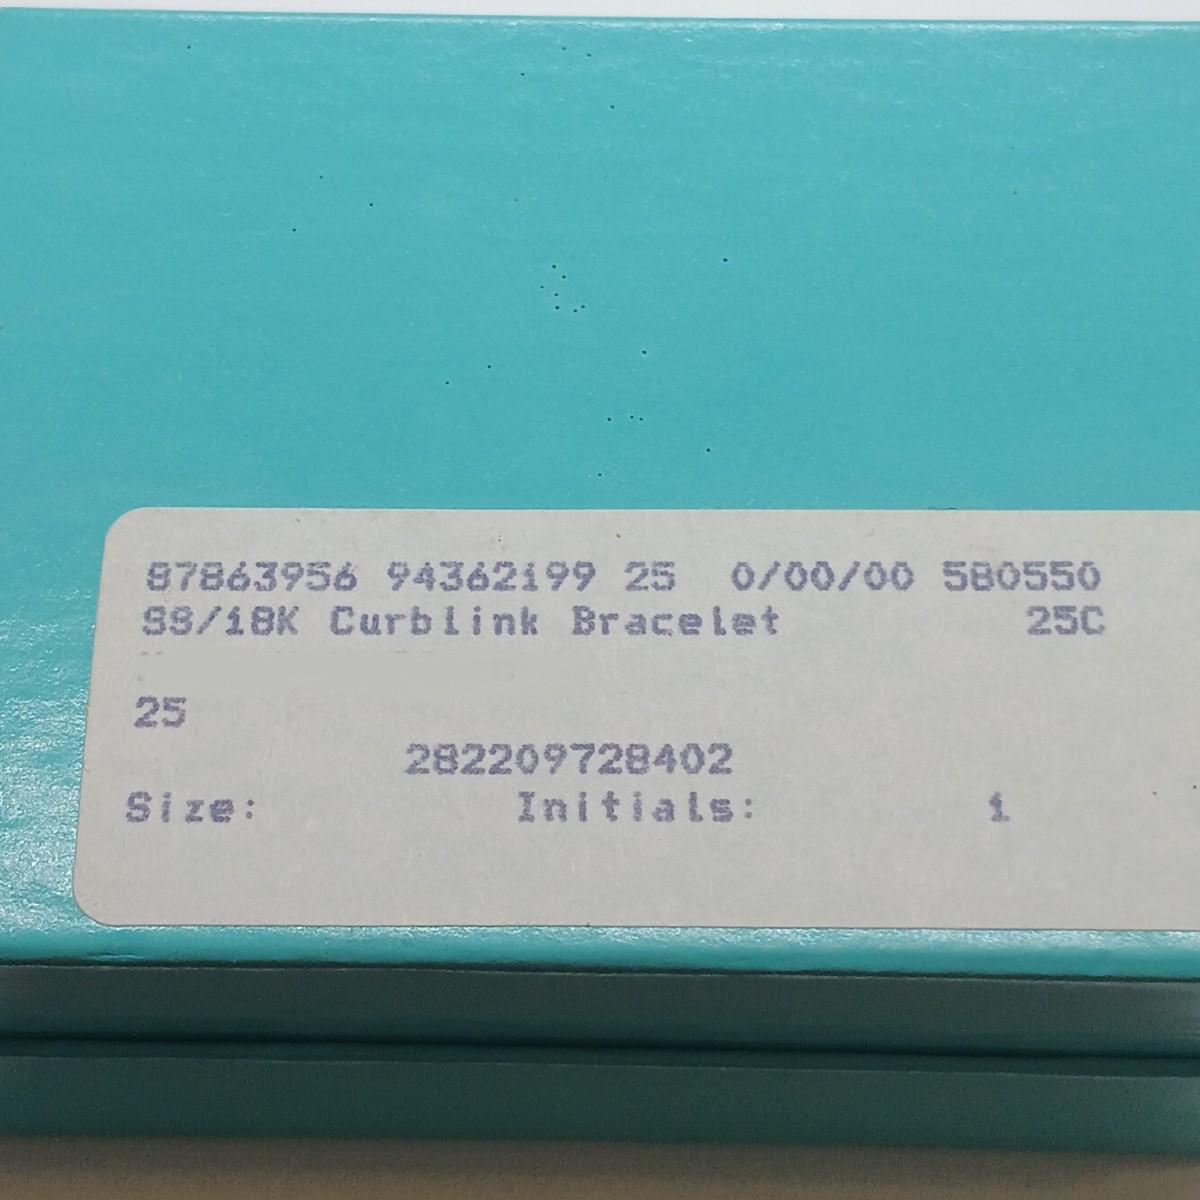 87863956 94362199 25 0/00/00 580550
SS/18K Curblink Bracelet 25C
25
282209728402
Size: Initials: 1